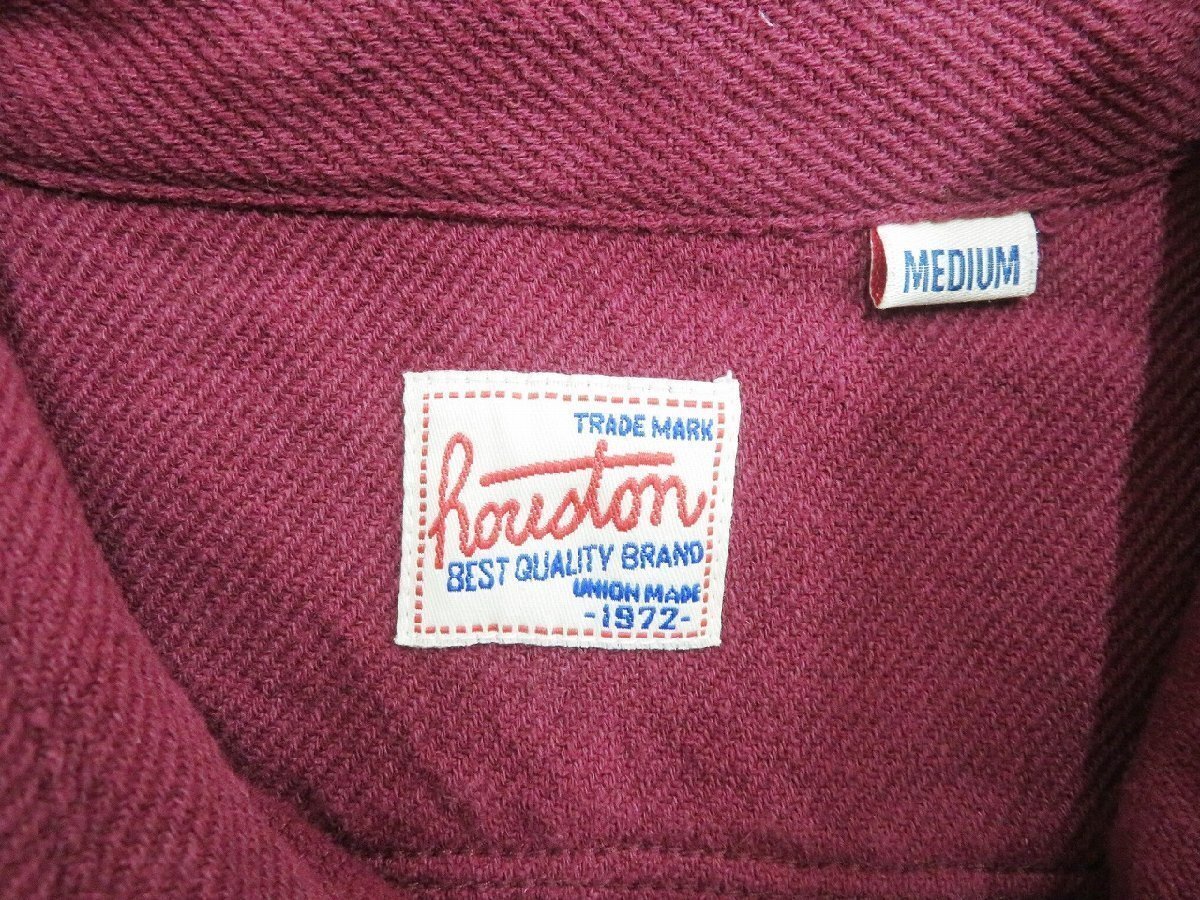 MEDIUM
TRADE MARK
houston
BEST QUALITY BRAND
UNION MADE
-1972-